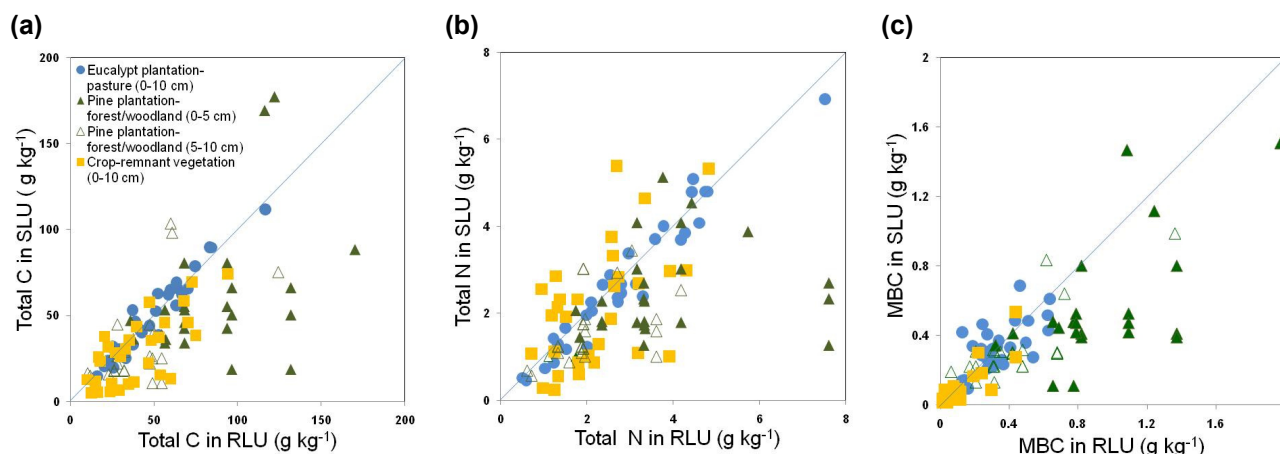 (a)
(b)
(c)
200
150
100
50
0
0
50
100
150
200
Total C in SLU ( g kg-1)
Total C in RLU (g kg-1)
Eucalypt plantation-
pasture (0-10 cm)
Pine plantation-
forest/woodland (0-5 cm)
Pine plantation-
forest/woodland (5-10 cm)
Crop-remnant vegetation
(0-10 cm)
8
6
4
2
0
0
2
4
6
8
Total N in SLU (g kg-1)
Total N in RLU (g kg-1)
2
1.6
1.2
0.8
0.4
0
0
0.4
0.8
1.2
1.6
MBC in SLU (g kg-1)
MBC in RLU (g kg-1)